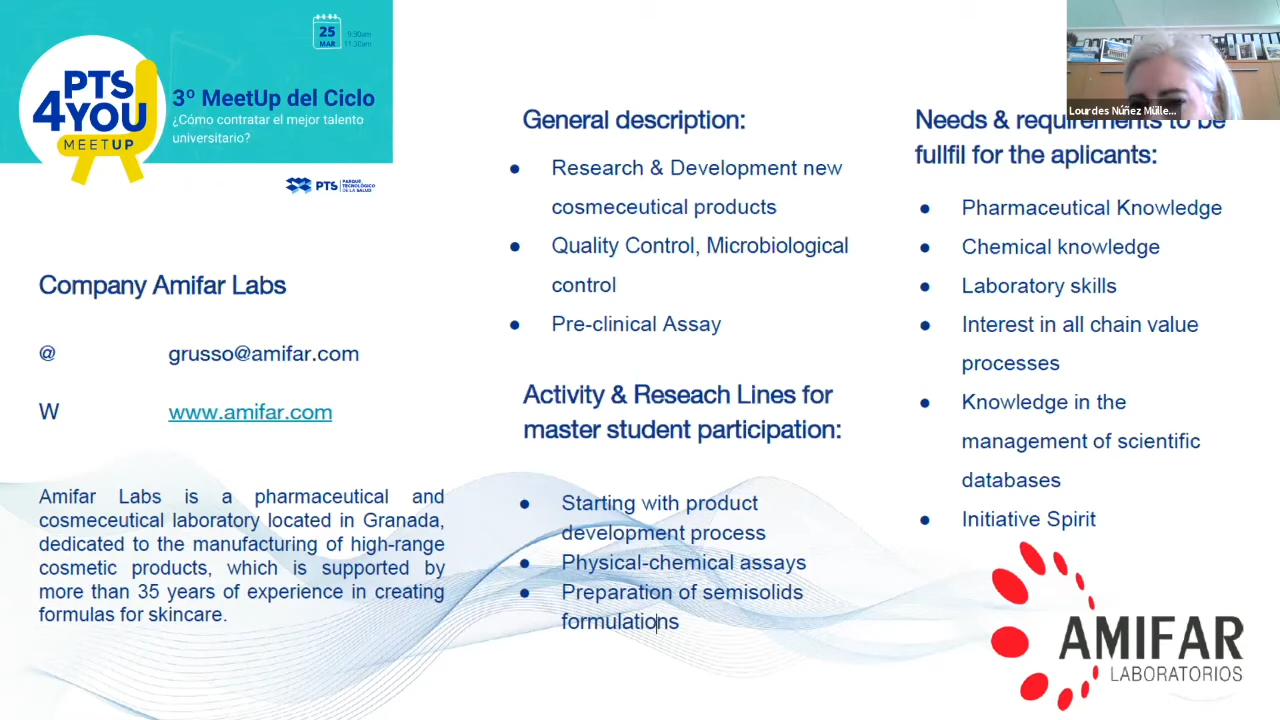 25
MAR
9:30am
11:30am
PTS
4YOU
MEETUP
3º MeetUp del Ciclo
¿Cómo contratar el mejor talento
universitario?
PTS
PARQUE
TECNOLÓGICO
DE LA SALUD
Company Amifar Labs
@ grusso@amifar.com
W www.amifar.com
Amifar Labs is a pharmaceutical and
cosmeceutical laboratory located in Granada,
dedicated to the manufacturing of high-range
cosmetic products, which is supported by
more than 35 years of experience in creating
formulas for skincare.
General description:
● Research & Development new
cosmeceutical products
● Quality Control, Microbiological
control
● Pre-clinical Assay
Activity & Reseach Lines for
master student participation:
● Starting with product
development process
● Physical-chemical assays
● Preparation of semisolids
formulations
Lourdes Núñez Mülle...
Needs & requirements to be
fullfil for the aplicants:
● Pharmaceutical Knowledge
● Chemical knowledge
● Laboratory skills
● Interest in all chain value
processes
● Knowledge in the
management of scientific
databases
● Initiative Spirit
AMIFAR
LABORATORIOS